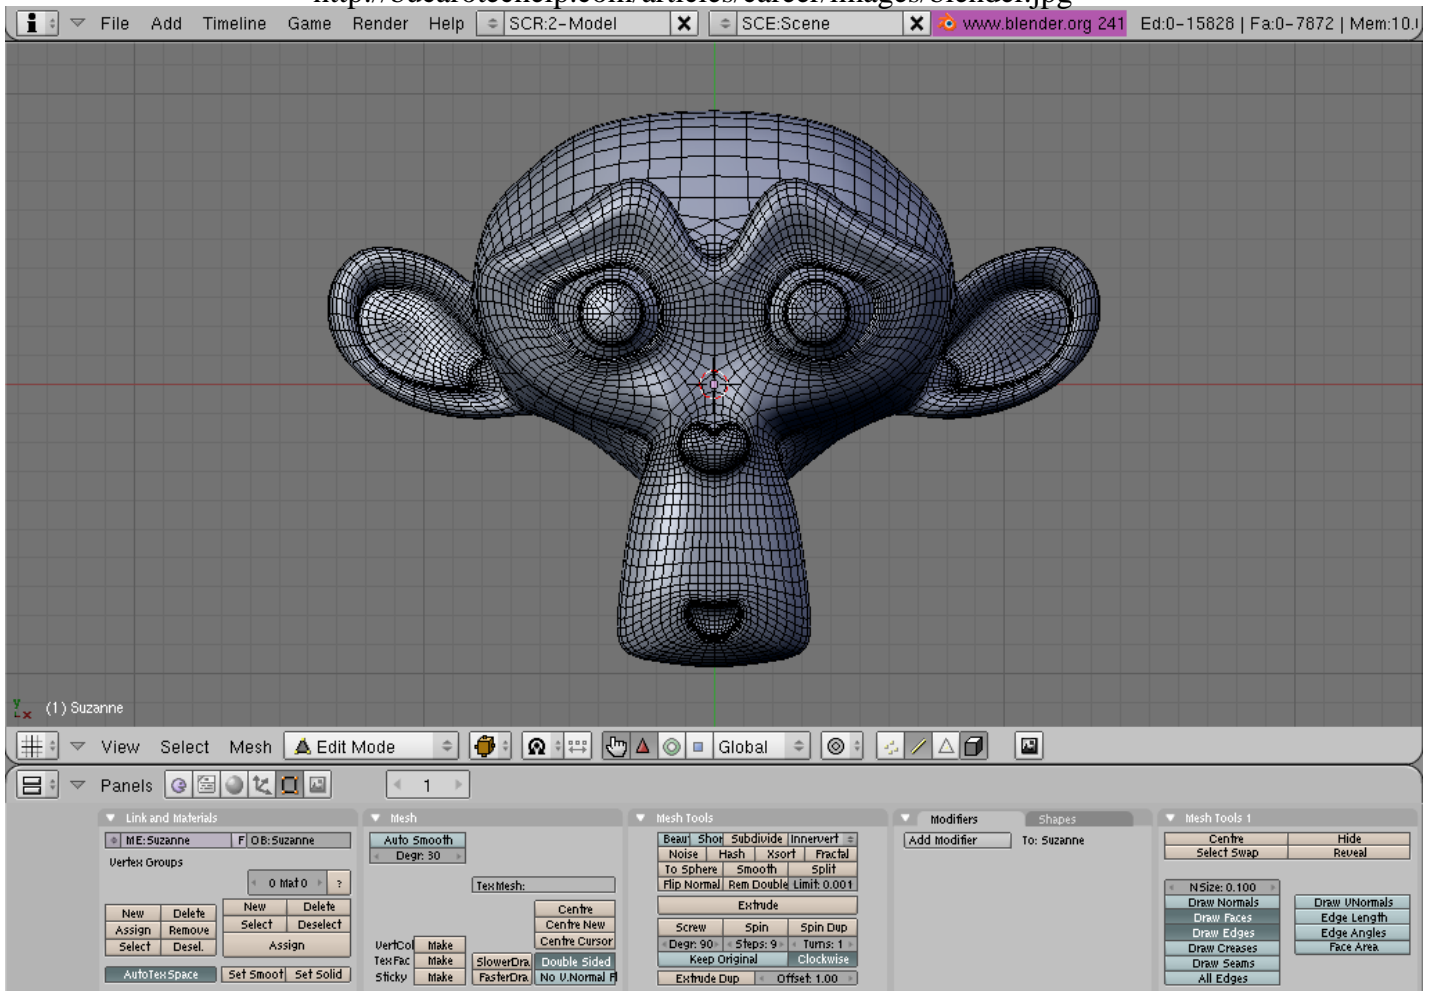 File Add Timeline Game Render Help SCR:2-Model X SCE:Scene X www.blender.org 241 Ed:0-15828 | Fa:0-7872 | Mem:10.
y
x (1) Suzanne
View Select Mesh Edit Mode Global
Panels 1
Link and Materials
ME:Suzanne F OB:Suzanne
Vertex Groups
0 Mat 0 ?
New Delete New Delete
Assign Remove Select Deselect
Select Desel. Assign
AutoTexSpace Set Smoot Set Solid
Mesh
Auto Smooth
Degr: 30
TexMesh:
Centre
Centre New
Centre Cursor
VertCol Make
TexFac Make SlowerDra Double Sided
Sticky Make FasterDra No V.Normal Fl
Mesh Tools
Beaut Shor Subdivide Innervert
Noise Hash Xsort Fractal
To Sphere Smooth Split
Flip Normal Rem Double Limit: 0.001
Extrude
Screw Spin Spin Dup
Degr: 90 Steps: 9 Turns: 1
Keep Original Clockwise
Extrude Dup Offset: 1.00
Modifiers Shapes
Add Modifier To: Suzanne
Mesh Tools 1
Centre Hide
Select Swap Reveal
NSize: 0.100
Draw Normals Draw VNormals
Draw Faces Edge Length
Draw Edges Edge Angles
Draw Creases Face Area
Draw Seams
All Edges